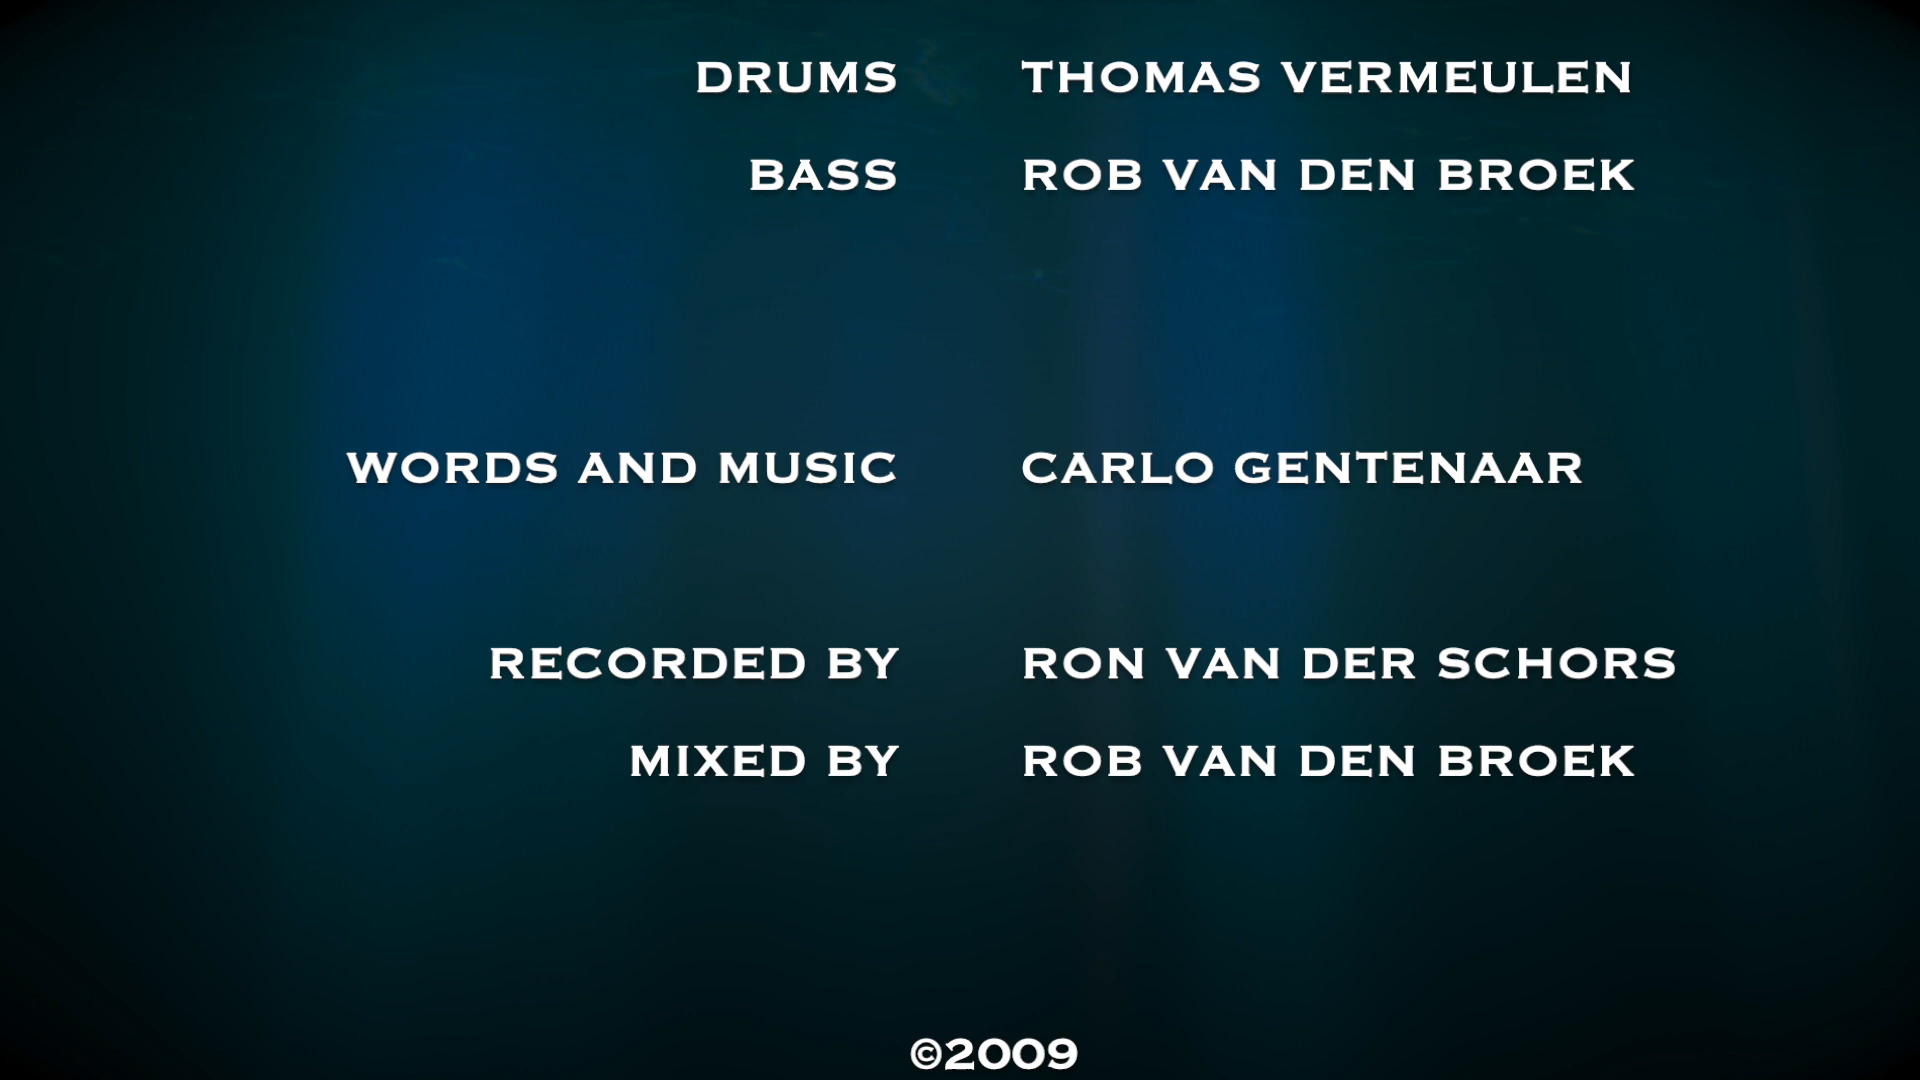 DRUMS THOMAS VERMEULEN
BASS ROB VAN DEN BROEK
WORDS AND MUSIC CARLO GENTENAAR
RECORDED BY RON VAN DER SCHORS
MIXED BY ROB VAN DEN BROEK
©2009